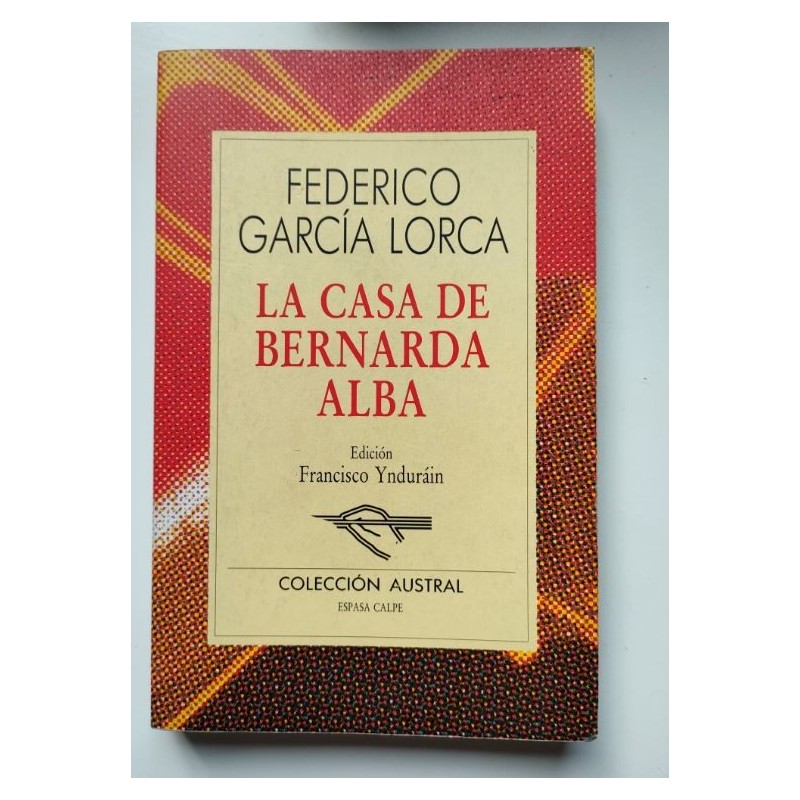 FEDERICO
GARCÍA LORCA
LA CASA DE
BERNARDA
ALBA
Edición
Francisco Ynduráin
COLECCIÓN AUSTRAL
ESPASA CALPE